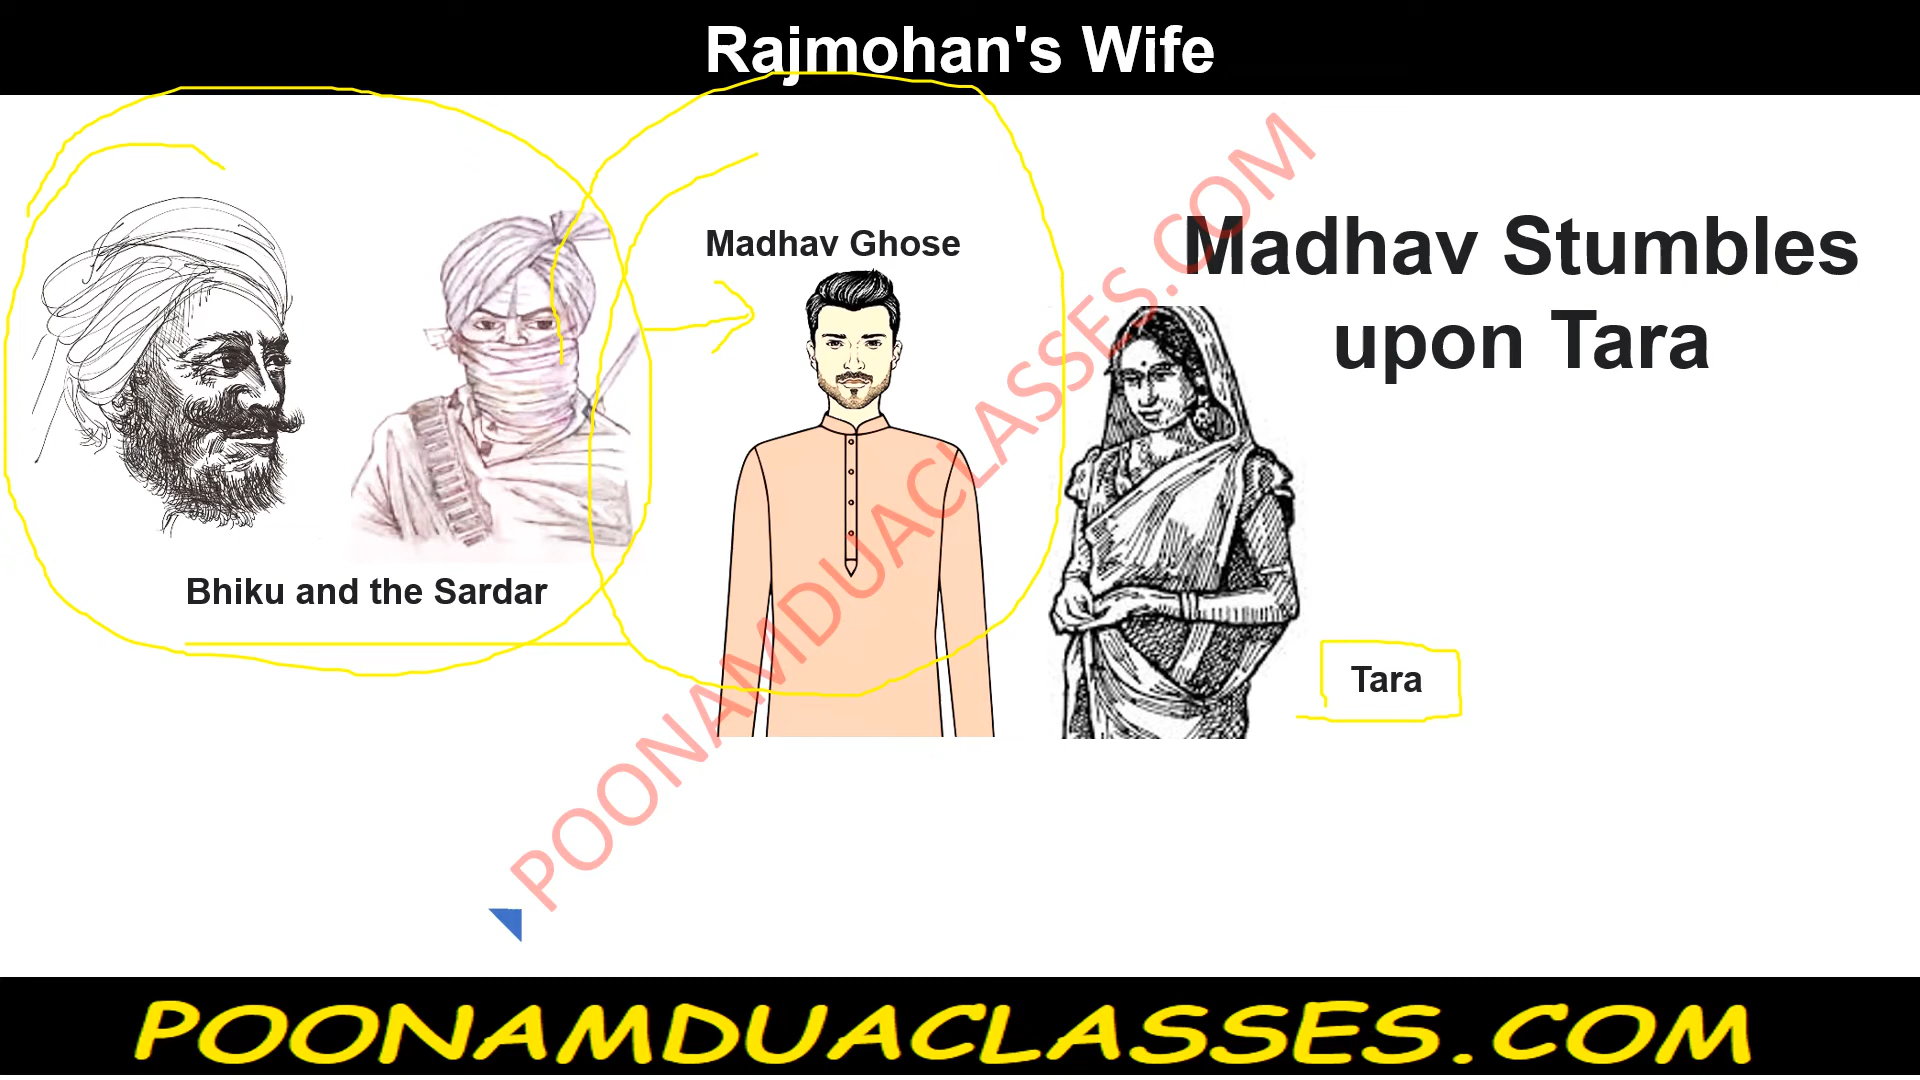 Rajmohan's Wife
Madhav Ghose
Madhav Stumbles
upon Tara
Bhiku and the Sardar
Tara
POONAMDUACLASSES.COM
POONAMDUACLASSES.COM